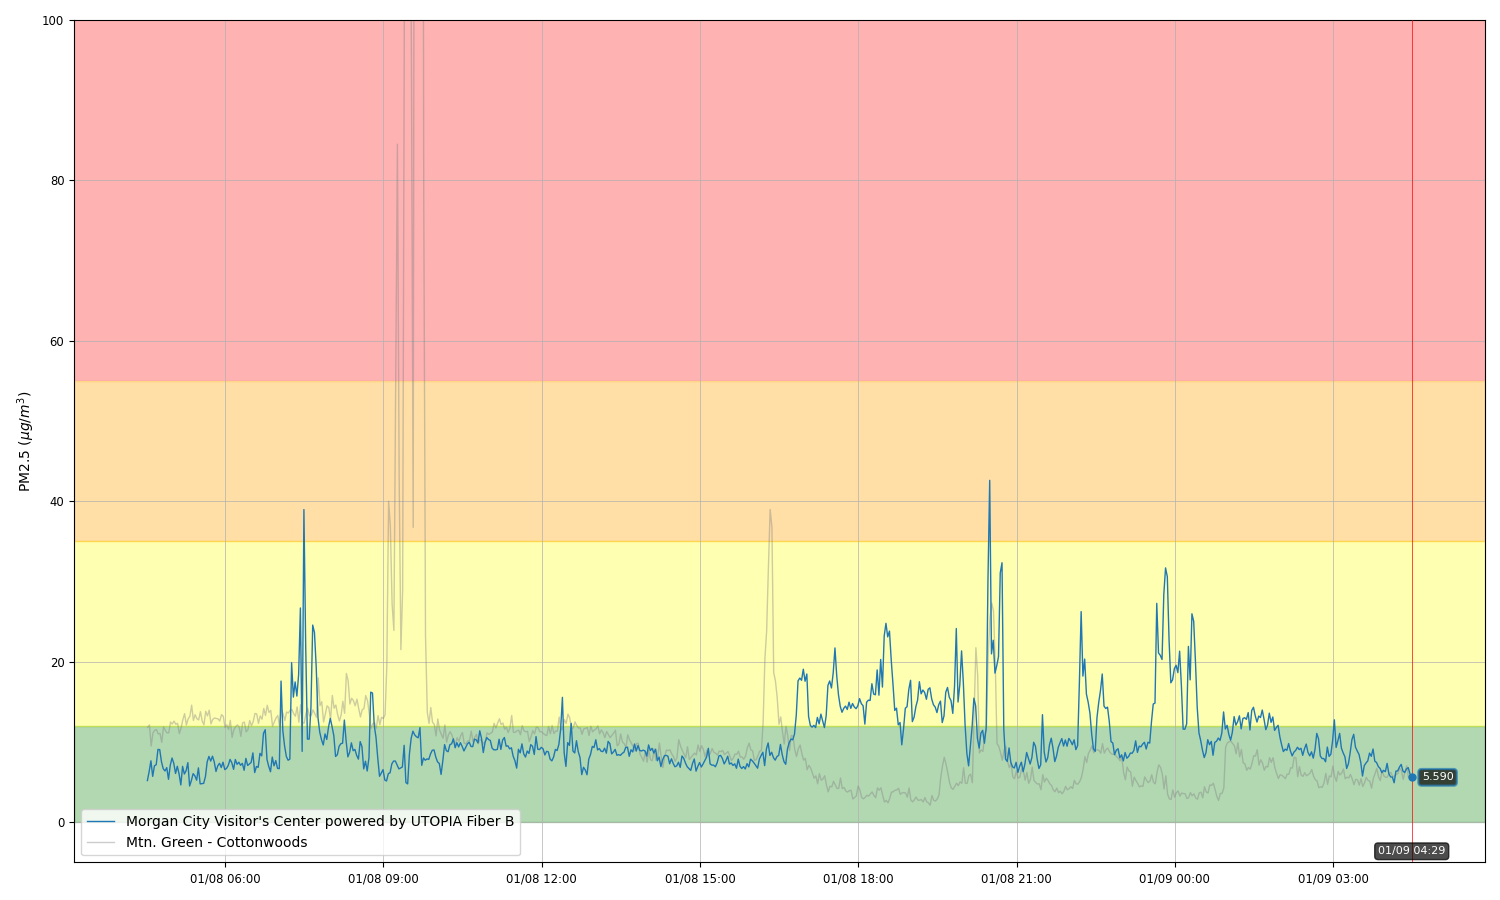 100
80
60
40
20
0
PM2.5 (μg/m³)
Morgan City Visitor's Center powered by UTOPIA Fiber B
Mtn. Green - Cottonwoods
5.590
01/09 04:29
01/08 06:00 01/08 09:00 01/08 12:00 01/08 15:00 01/08 18:00 01/08 21:00 01/09 00:00 01/09 03:00